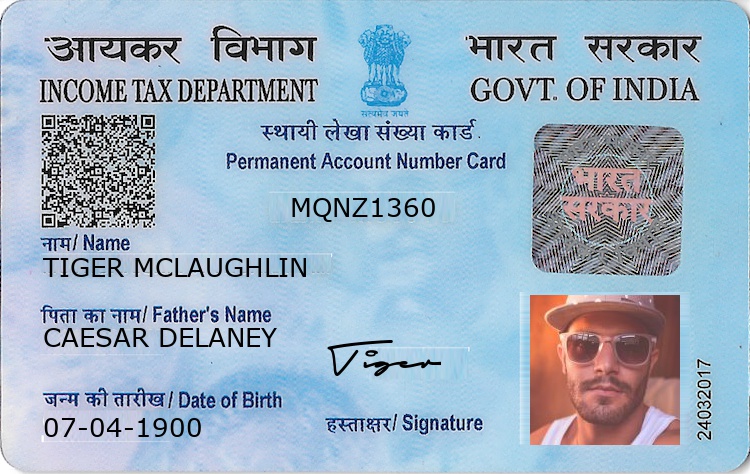 आयकर विभाग भारत सरकार
INCOME TAX DEPARTMENT GOVT. OF INDIA
सत्यमेव जयते
स्थायी लेखा संख्या कार्ड
Permanent Account Number Card
MQNZ1360
भारत
सरकार
नाम/ Name
TIGER MCLAUGHLIN
पिता का नाम/ Father's Name
CAESAR DELANEY
Tiger
जन्म की तारीख/ Date of Birth
07-04-1900
हस्ताक्षर/ Signature
24032017